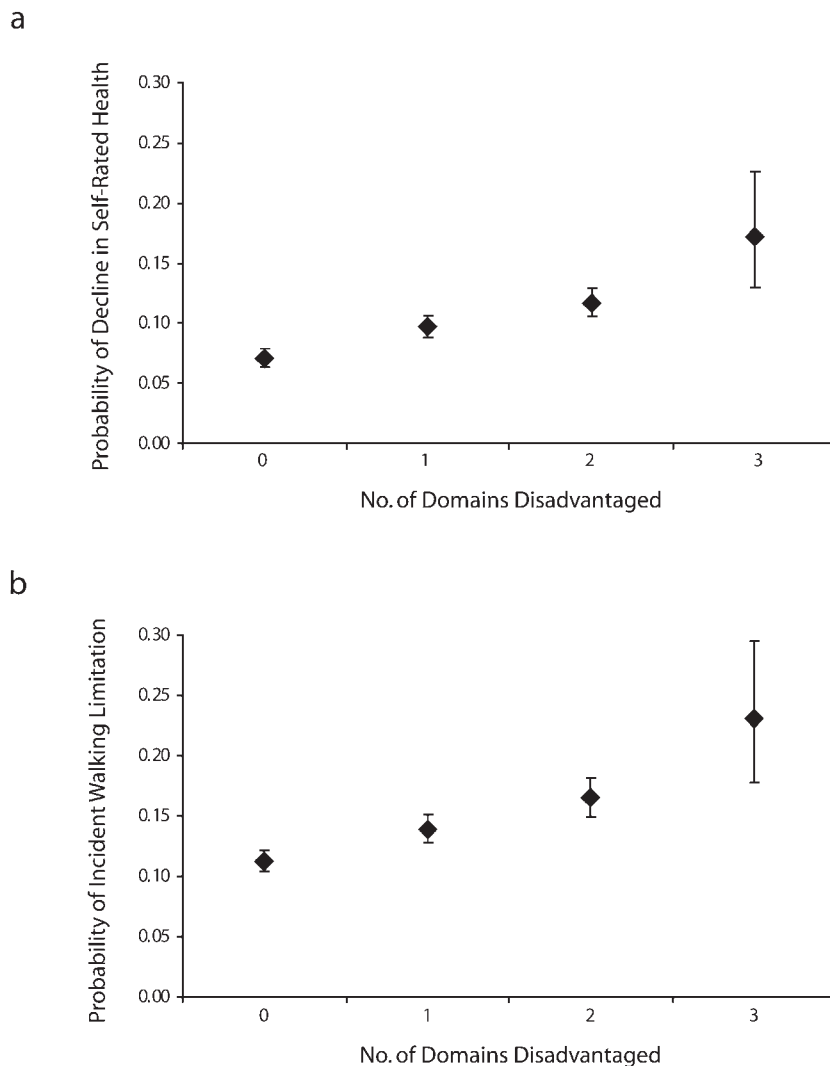 a
Probability of Decline in Self-Rated Health
0.30
0.25
0.20
0.15
0.10
0.05
0.00
0 1 2 3
No. of Domains Disadvantaged
b
Probability of Incident Walking Limitation
0.30
0.25
0.20
0.15
0.10
0.05
0.00
0 1 2 3
No. of Domains Disadvantaged